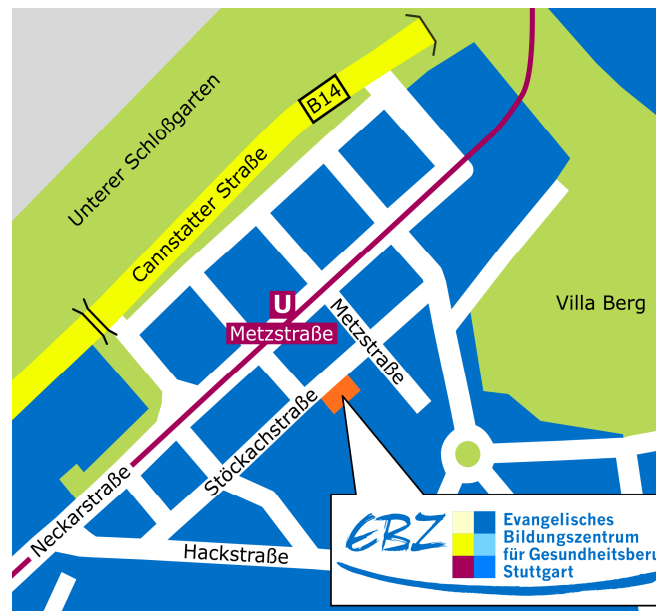 Unterer Schloßgarten
B14
Cannstatter Straße
U
Metzstraße
Metzstraße
Villa Berg
Stöckachstraße
Neckarstraße
Hackstraße
EBZ
Evangelisches
Bildungszentrum
für Gesundheitsberu
Stuttgart